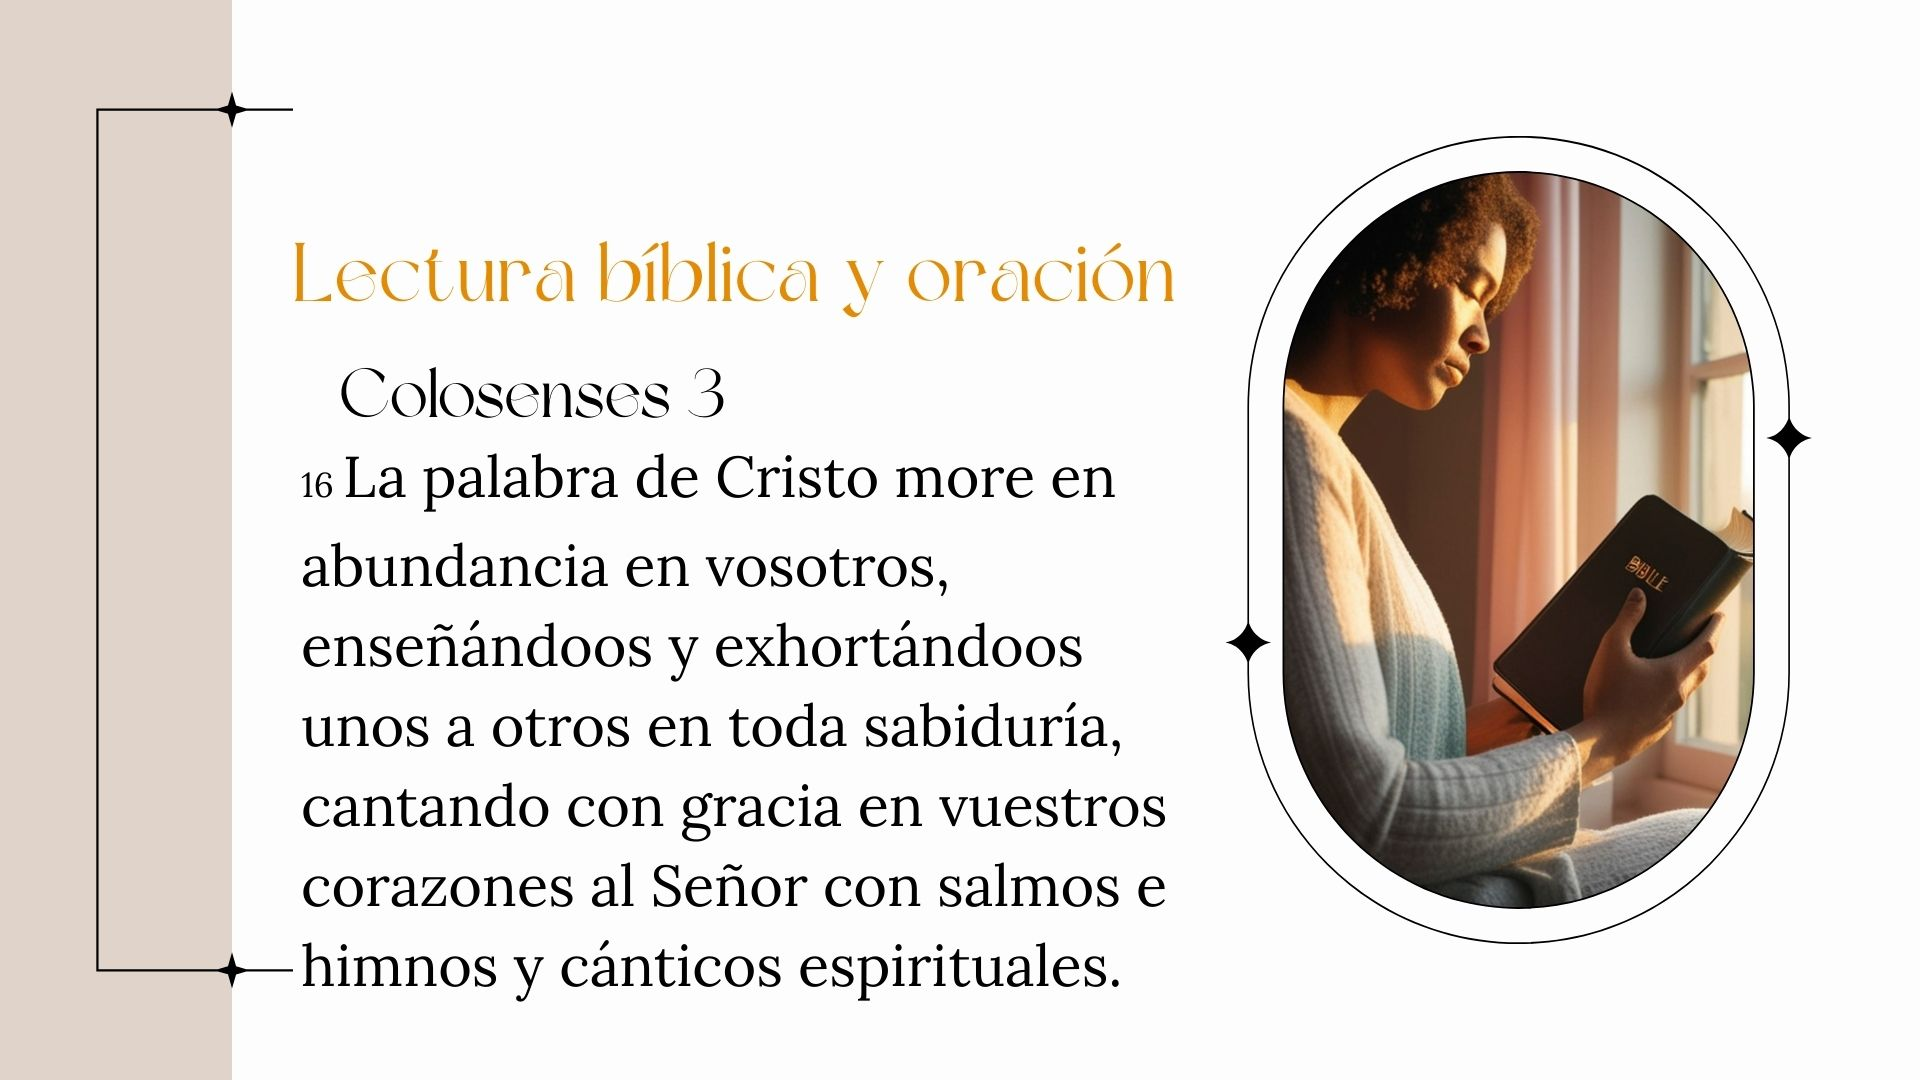 Lectura bíblica y oración
Colosenses 3
16 La palabra de Cristo more en
abundancia en vosotros,
enseñándoos y exhortándoos
unos a otros en toda sabiduría,
cantando con gracia en vuestros
corazones al Señor con salmos e
himnos y cánticos espirituales.
BIBLE